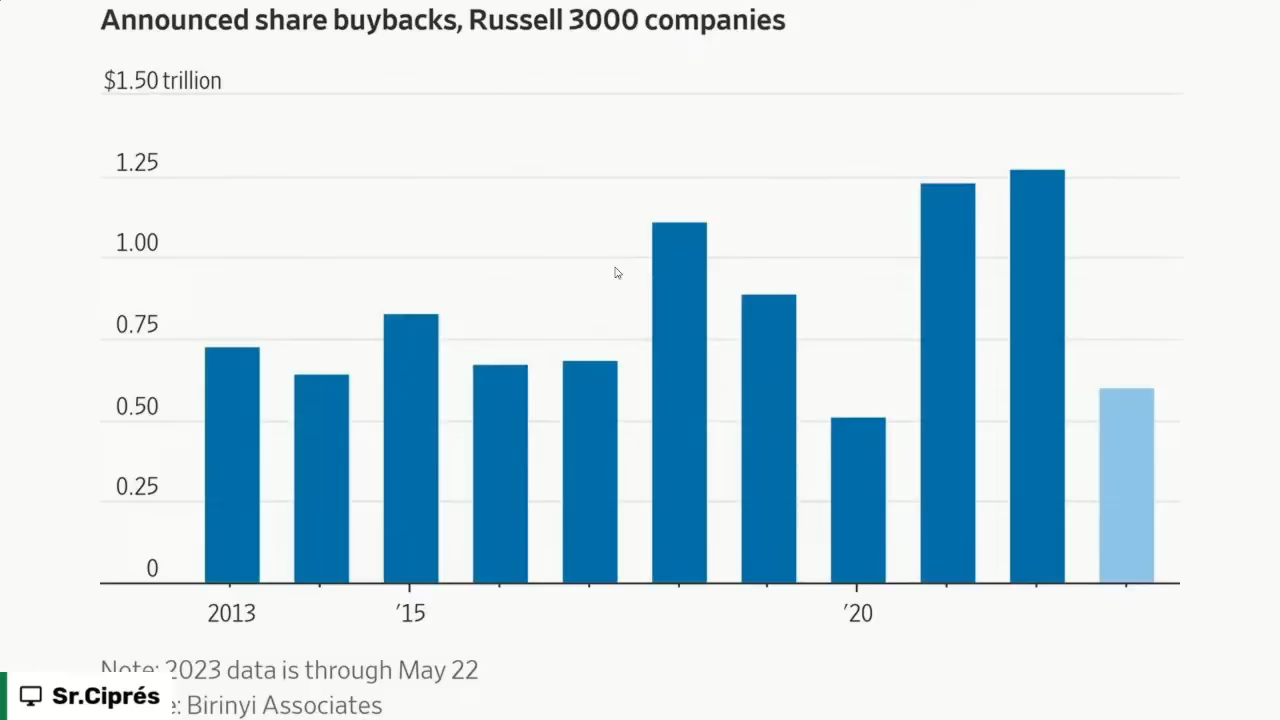 Announced share buybacks, Russell 3000 companies
$1.50 trillion
1.25
1.00
0.75
0.50
0.25
0
2013 ’15 ’20
Note: 2023 data is through May 22
Sr.Ciprés
e: Birinyi Associates